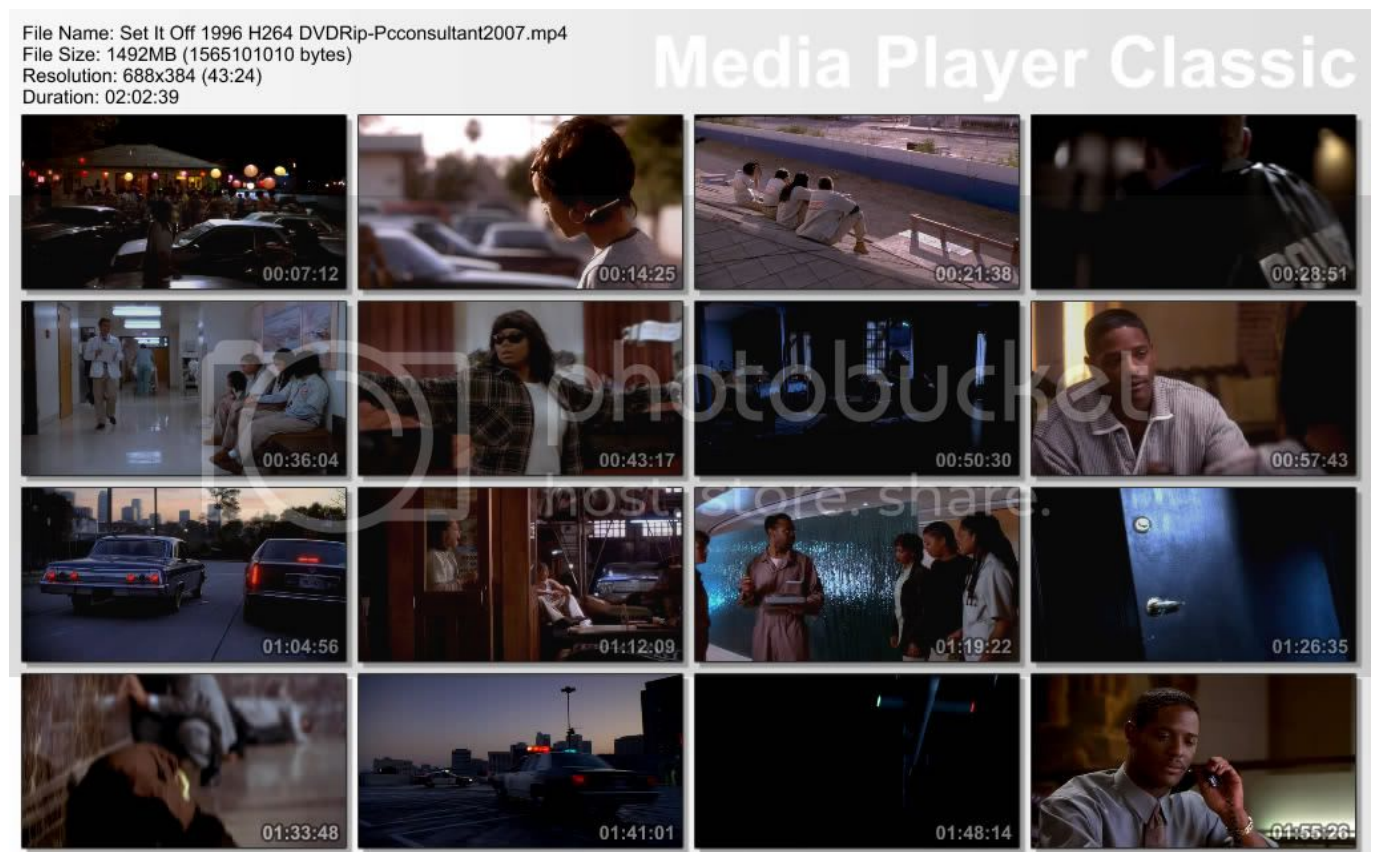 File Name: Set It Off 1996 H264 DVDRip-Pcconsultant2007.mp4
File Size: 1492MB (1565101010 bytes)
Resolution: 688x384 (43:24)
Duration: 02:02:39
Media Player Classic
00:07:12
00:14:25
00:21:38
00:28:51
00:36:04
00:43:17
00:50:30
00:57:43
photobucket
host. store. share.
01:04:56
01:12:09
01:19:22
01:26:35
01:33:48
01:41:01
01:48:14
01:55:26